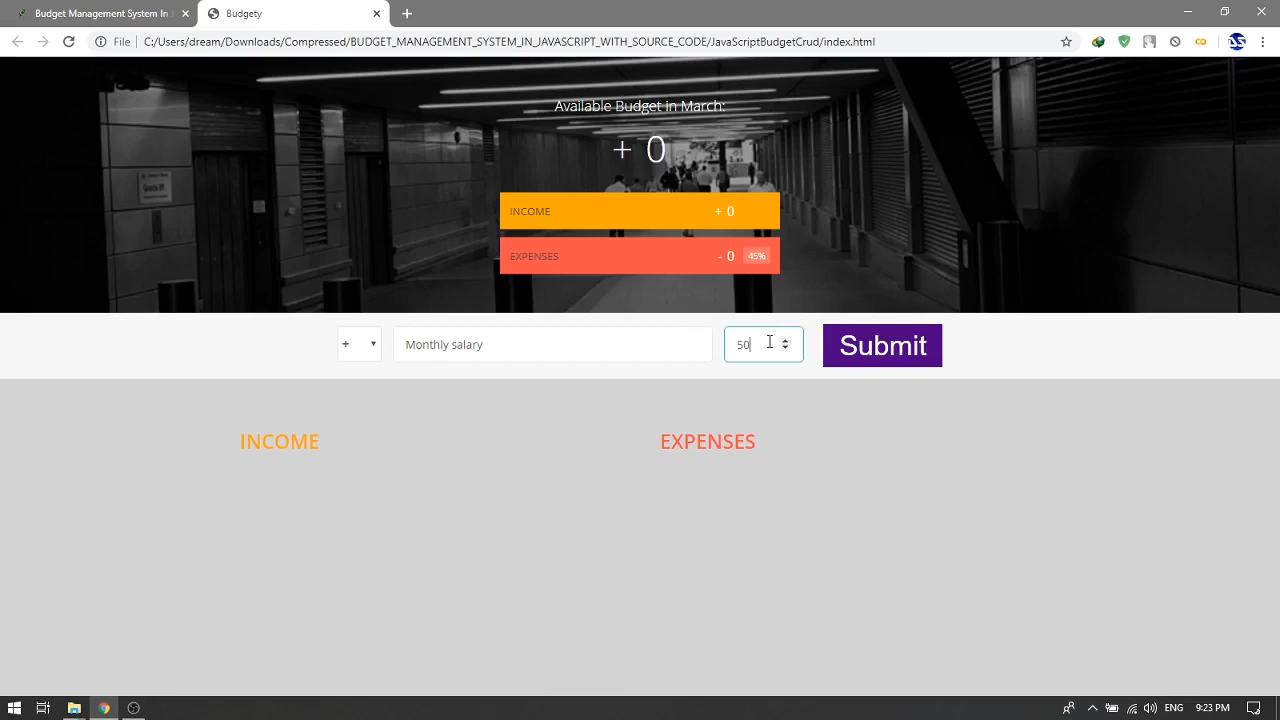 Budget Management System In
Budgety
File
C:/Users/dream/Downloads/Compressed/BUDGET_MANAGEMENT_SYSTEM_IN_JAVASCRIPT_WITH_SOURCE_CODE/JavaScriptBudgetCrud/index.html
Available Budget in March:
+ 0
INCOME + 0
EXPENSES - 0 45%
+ Monthly salary 50 Submit
INCOME
EXPENSES
ENG 9:23 PM